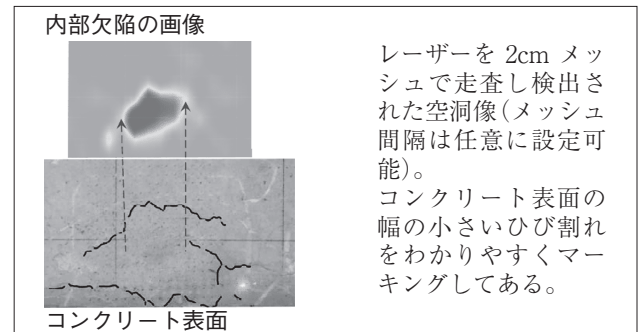 内部欠陥の画像
レーザーを 2cm メッ
シュで走査し検出さ
れた空洞像(メッシュ
間隔は任意に設定可
能)。
コンクリート表面の
幅の小さいひび割れ
をわかりやすくマー
キングしてある。
コンクリート表面